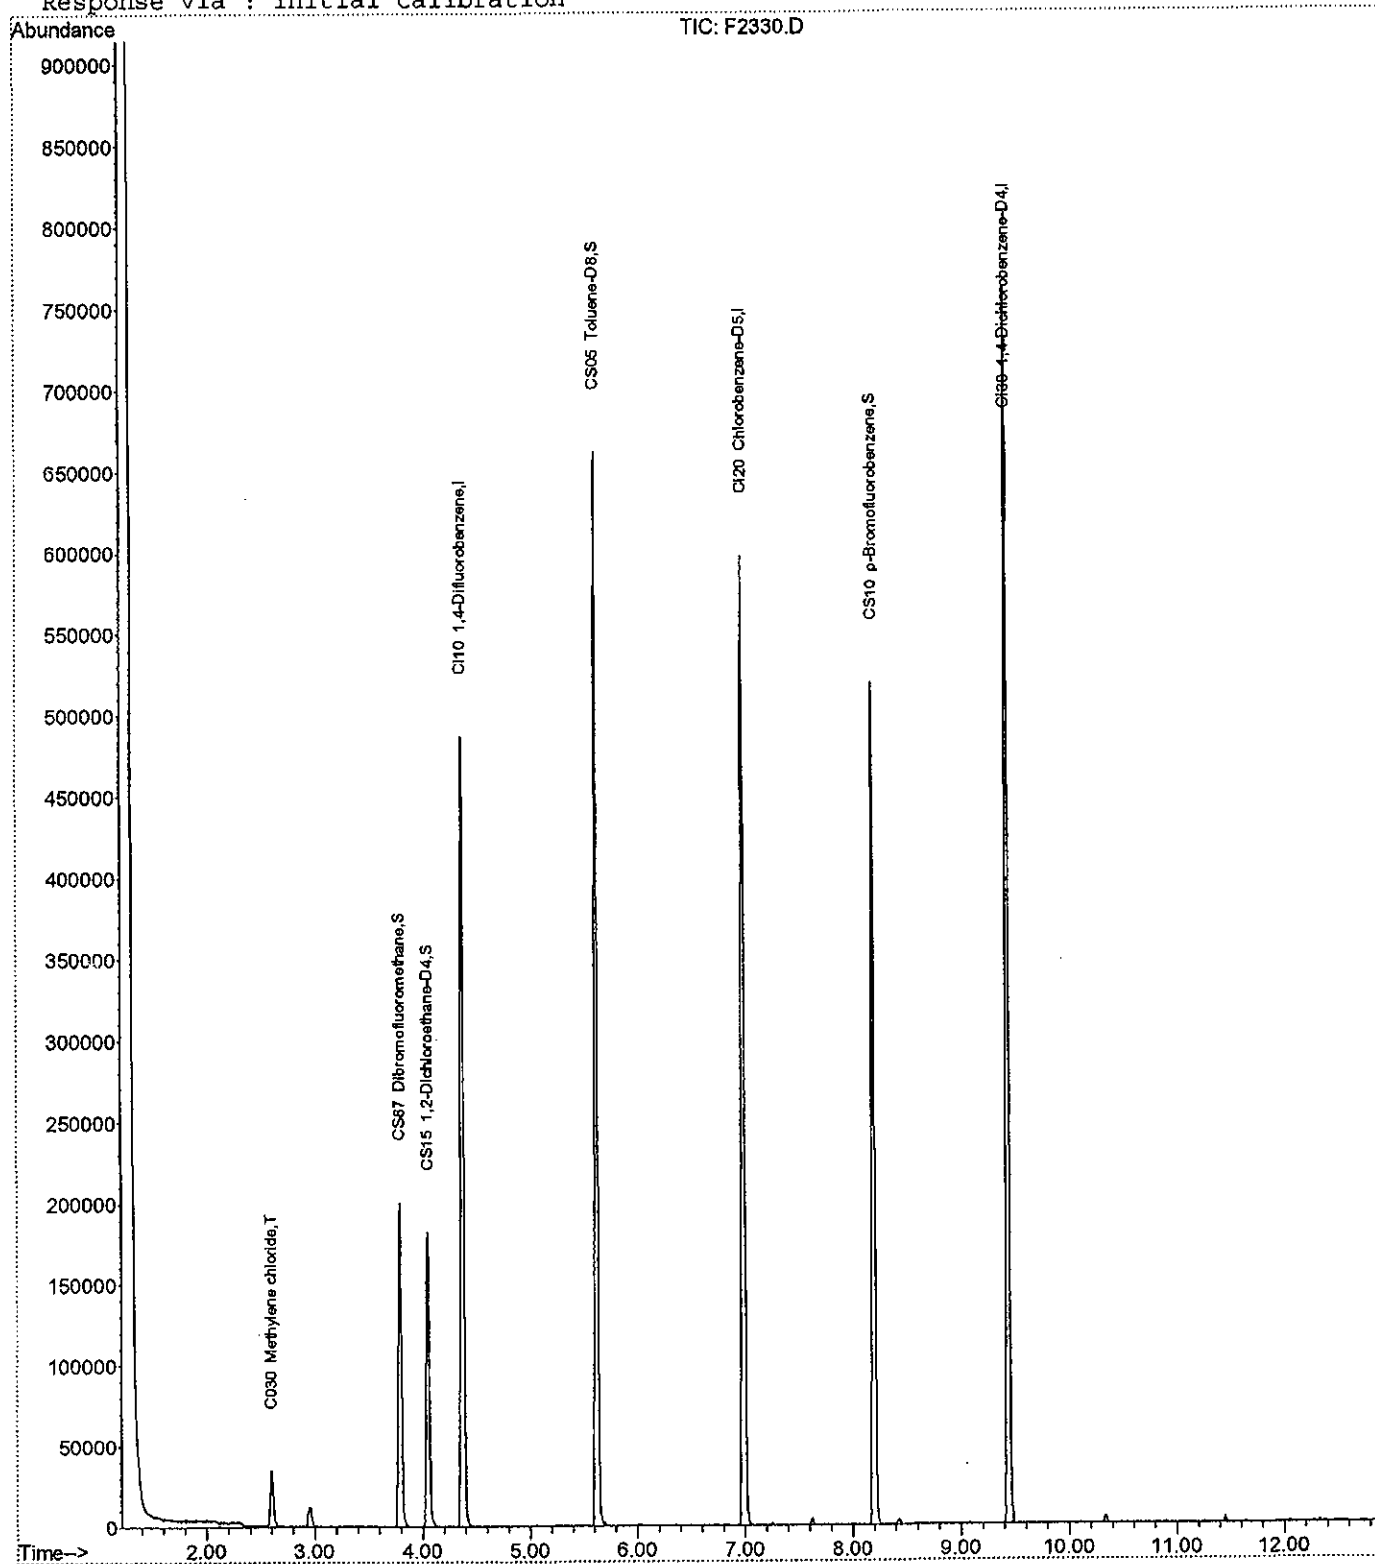 Response via : Initial Calibration
Abundance
TIC: F2330.D
900000
850000
800000
750000
700000
650000
600000
550000
500000
450000
400000
350000
300000
250000
200000
150000
100000
50000
0
C030 Methylene chloride,T
CS87 Dibromofluoromethane,S
CS15 1,2-Dichloroethane-D4,S
CI10 1,4-Difluorobenzene,I
CS05 Toluene-D8,S
CI20 Chlorobenzene-D5,I
CS10 p-Bromofluorobenzene,S
CI30 1,4-Dichlorobenzene-D4,I
Time--> 2.00 3.00 4.00 5.00 6.00 7.00 8.00 9.00 10.00 11.00 12.00